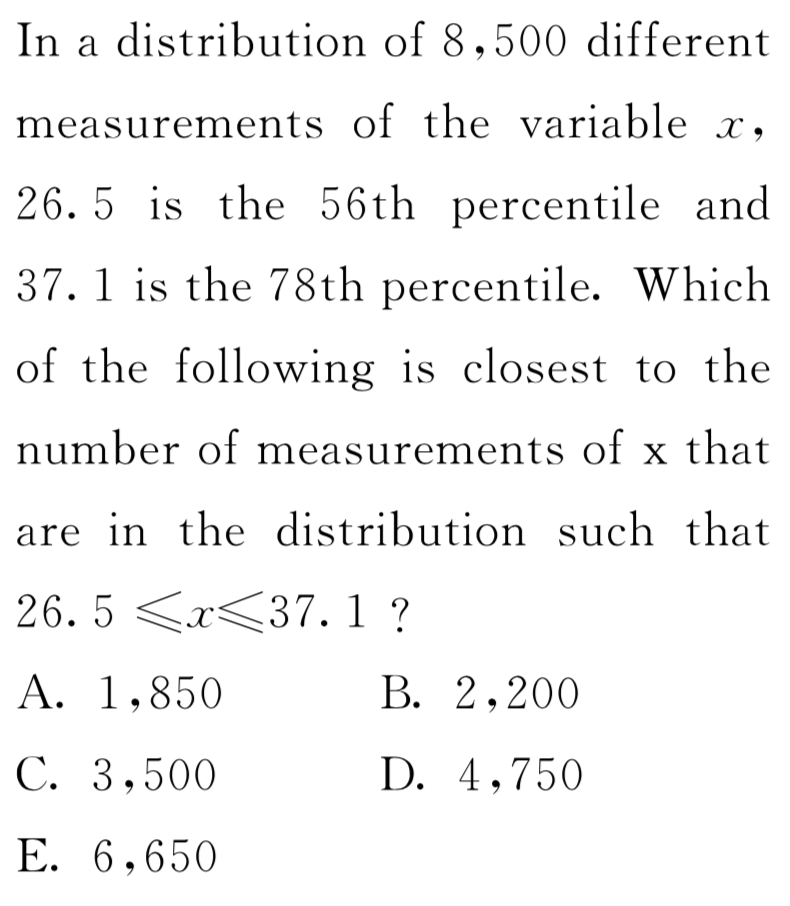 In a distribution of 8,500 different
measurements of the variable x,
26.5 is the 56th percentile and
37.1 is the 78th percentile. Which
of the following is closest to the
number of measurements of x that
are in the distribution such that
26.5 ⩽x⩽37.1 ?
A. 1,850 B. 2,200
C. 3,500 D. 4,750
E. 6,650